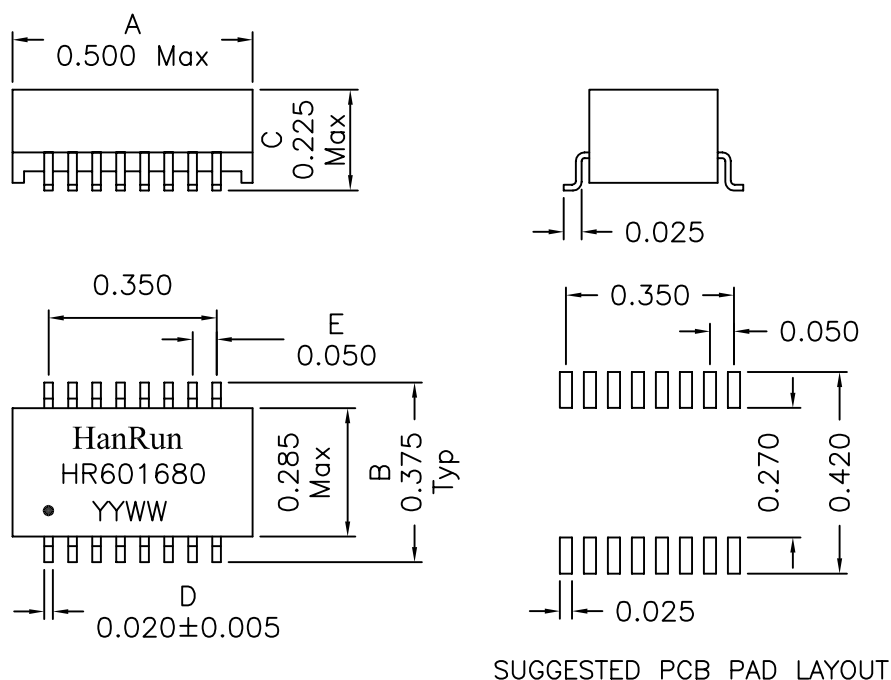 A
0.500 Max
C
0.225
Max
0.025
0.350
E
0.050
HanRun
HR601680
YYWW
0.285
Max
B
0.375
Typ
D
0.020±0.005
0.350
0.050
0.270
0.420
0.025
SUGGESTED PCB PAD LAYOUT